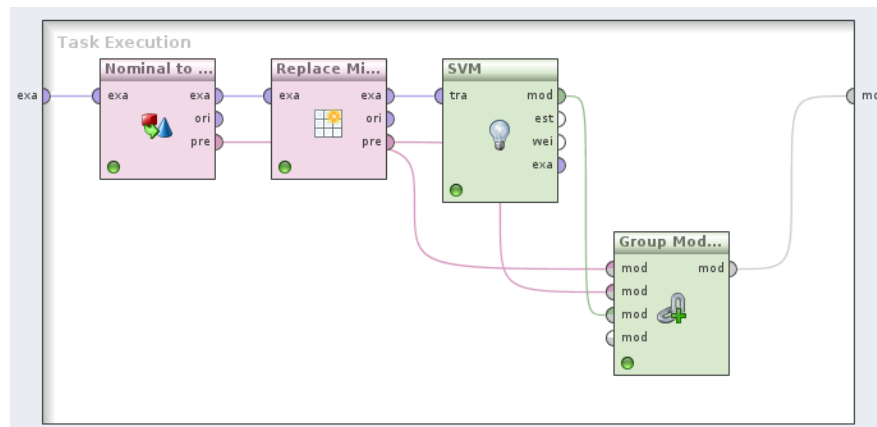 Task Execution
Nominal to ...
Replace Mi...
SVM
exa
exa
exa
exa
exa
tra
mod
mo
ori
ori
est
pre
pre
wei
exa
Group Mod...
mod
mod
mod
mod
mod